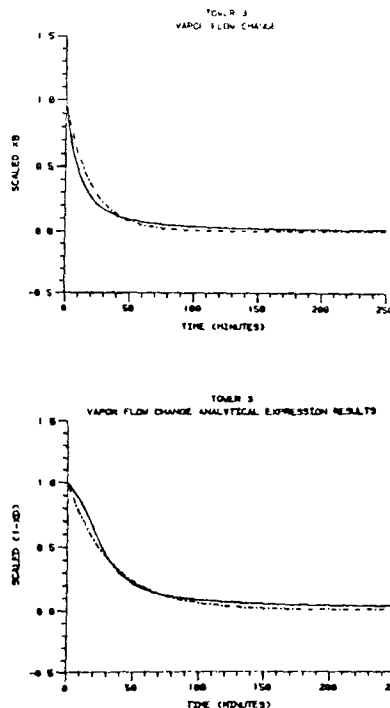 TOWER 3
VAPOR FLOW CHANGE
1.5
1.0
0.5
0.0
-0.5
SCALED XB
0 50 100 150 200 250
TIME (MINUTES)
TOWER 3
VAPOR FLOW CHANGE ANALYTICAL EXPRESSION RESULTS
1.5
1.0
0.5
0.0
-0.5
SCALED (1-XD)
0 50 100 150 200
TIME (MINUTES)